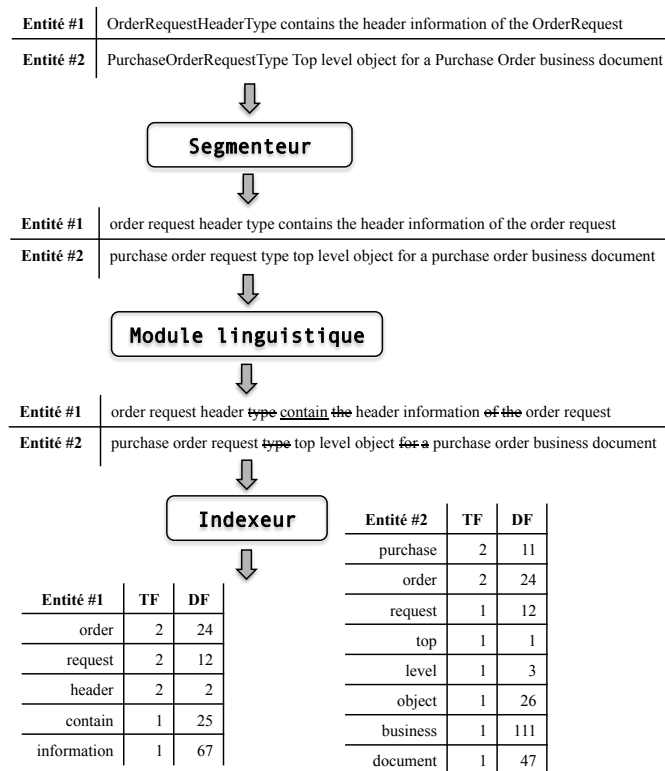 Entité #1 OrderRequestHeaderType contains the header information of the OrderRequest
Entité #2 PurchaseOrderRequestType Top level object for a Purchase Order business document
Segmenteur
Entité #1 order request header type contains the header information of the order request
Entité #2 purchase order request type top level object for a purchase order business document
Module linguistique
Entité #1 order request header type contain the header information of the order request
Entité #2 purchase order request type top level object for a purchase order business document
Indexeur
Entité #1 TF DF
order 2 24
request 2 12
header 2 2
contain 1 25
information 1 67
Entité #2 TF DF
purchase 2 11
order 2 24
request 1 12
top 1 1
level 1 3
object 1 26
business 1 111
document 1 47